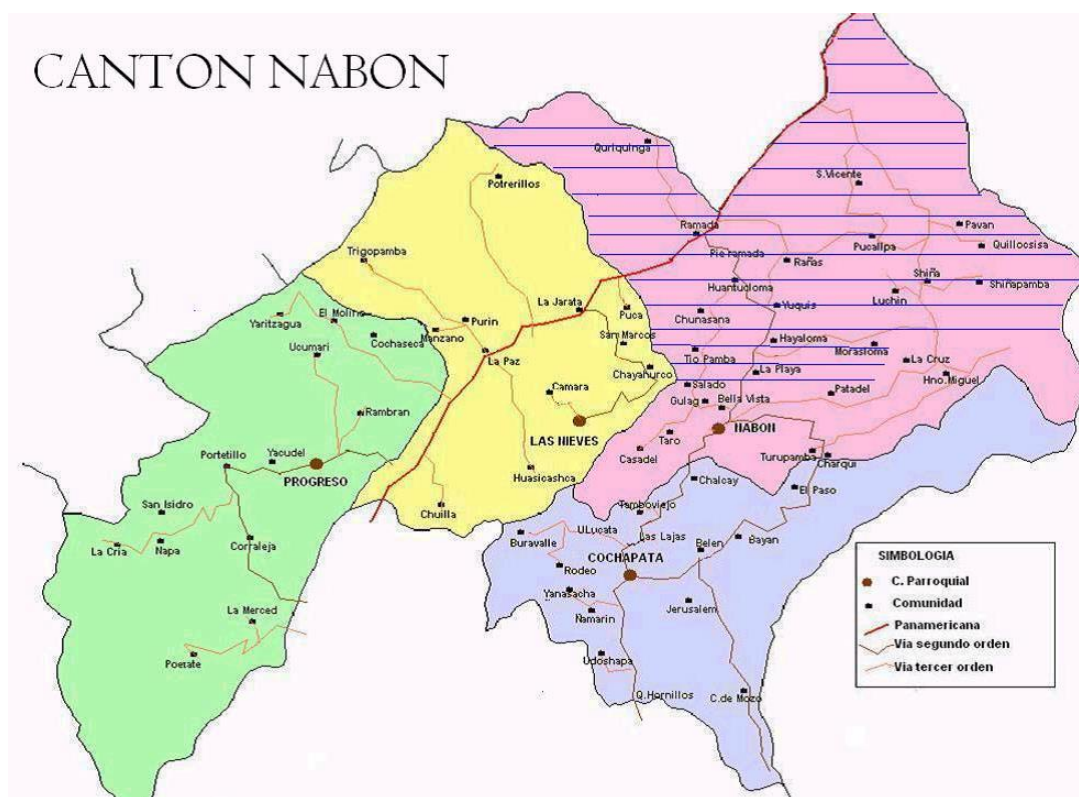 CANTON NABON
Quriquinga
Potrerillos
S.Vicente
Pavan
Ramada
Pucallpa
Quillocsisa
Trigopamba
Pie ramada
Rañas
Shiña
Huantucloma
Shiñapamba
Luchin
La Jarata
Puca
Yuquis
Chunasana
Yaritzagua
El Molino
Purin
San Marcos
Cochaseca
Manzano
Hayaloma
Morasloma
Ucumari
La Paz
Tio Pamba
La Cruz
Chayahurco
La Playa
Hno.Miguel
Camara
Salado
Patadel
Gulag
Bella Vista
Rambran
LAS NIEVES
NABON
Taro
Casadel
Turupamba
Charqui
Portetillo
Yacudel
PROGRESO
Huasicashca
Chalcay
El Paso
San Isidro
Chuilla
Tamboviejo
ULucata
Las Lajas
Belen
Bayan
Buravalle
La Cria
Napa
Corraleja
COCHAPATA
Rodeo
Yanasacha
Jerusalem
Namarin
La Merced
Poetate
Udoshapa
Q.Hornillos
C.de Mozo
SIMBOLOGIA
C. Parroquial
Comunidad
Panamericana
Via segundo orden
Via tercer orden